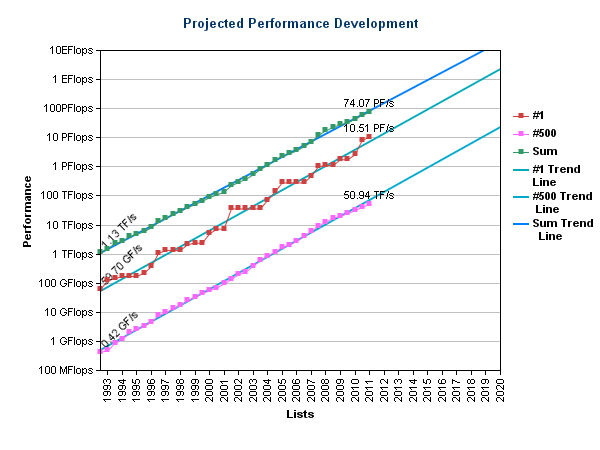 Projected Performance Development
10EFlops
1 EFlops
100PFlops
10 PFlops
1 PFlops
100 TFlops
10 TFlops
1 TFlops
100 GFlops
10 GFlops
1 GFlops
100 MFlops
Performance
74.07 PF/s
10.51 PF/s
50.94 TF/s
1.13 TF/s
59.70 GF/s
0.42 GF/s
#1
#500
Sum
#1 Trend
Line
#500 Trend
Line
Sum Trend
Line
1993
1994
1995
1996
1997
1998
1999
2000
2001
2002
2003
2004
2005
2006
2007
2008
2009
2010
2011
2012
2013
2014
2015
2016
2017
2018
2019
2020
Lists